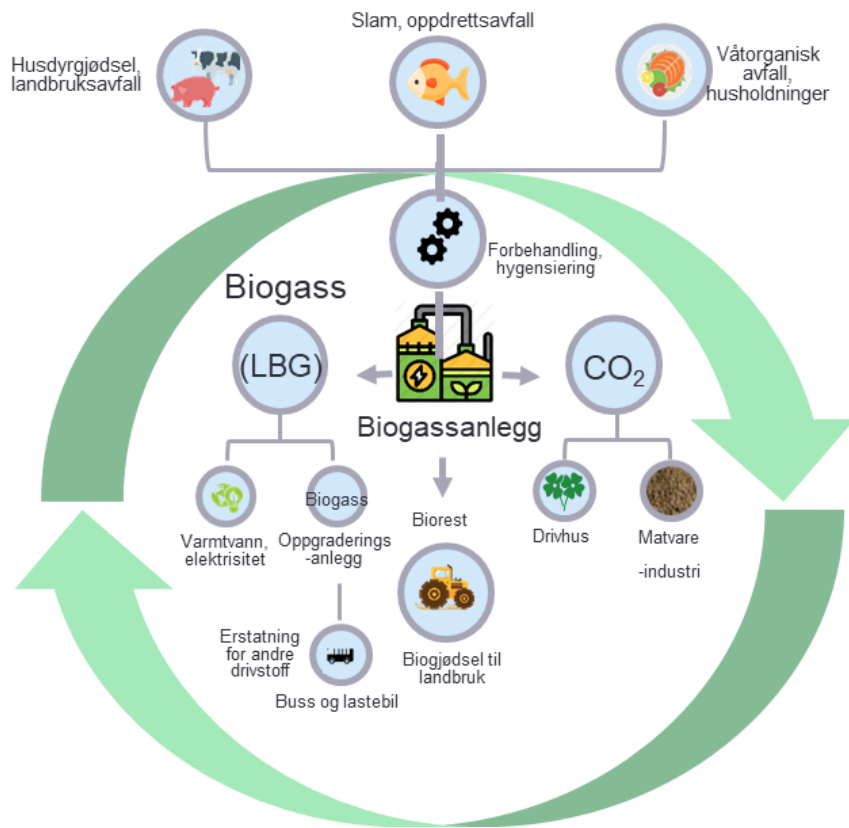 Slam, oppdrettsavfall
Husdyrgjødsel,
landbruksavfall
Våtorganisk
avfall,
husholdninger
Forbehandling,
hygensiering
Biogass
(LBG)
CO₂
Biogassanlegg
Biogass
Varmtvann,
elektrisitet
Oppgraderings
-anlegg
Biorest
Drivhus
Matvare
-industri
Erstatning
for andre
drivstoff
Buss og lastebil
Biogjødsel til
landbruk